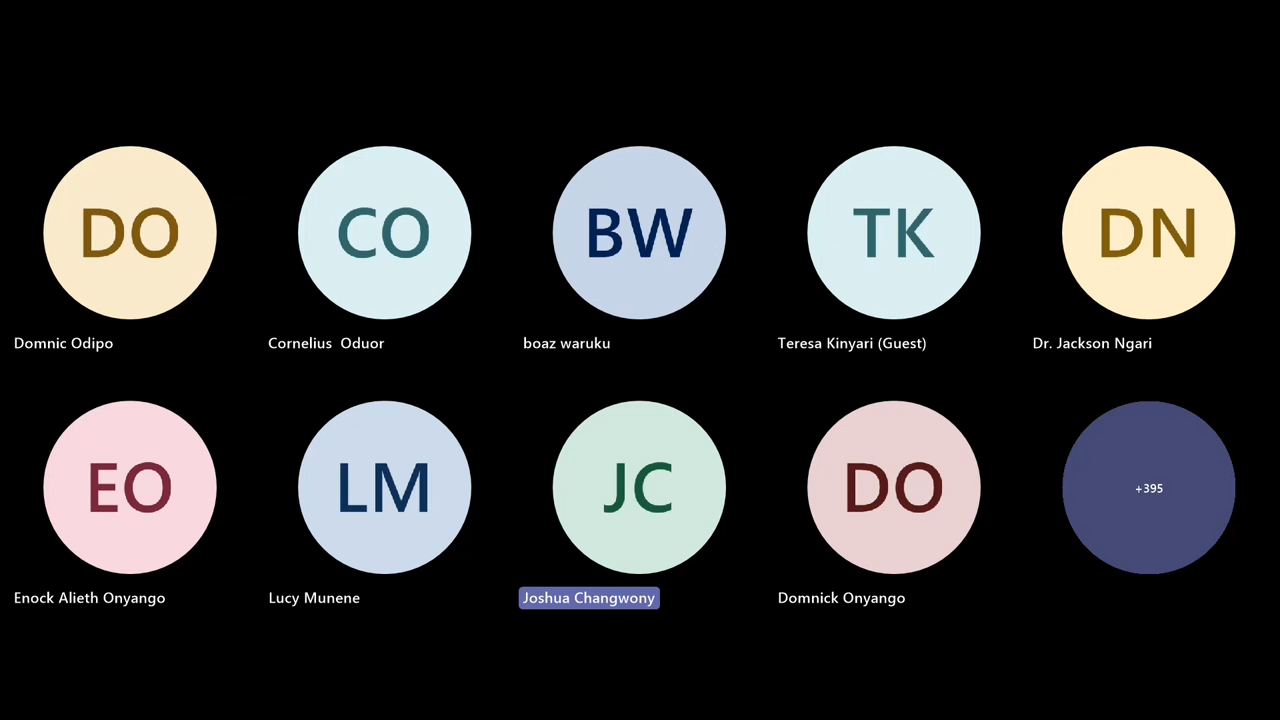 DO
CO
BW
TK
DN
Domnic Odipo
Cornelius  Oduor
boaz waruku
Teresa Kinyari (Guest)
Dr. Jackson Ngari
EO
LM
JC
DO
+395
Enock Alieth Onyango
Lucy Munene
Joshua Changwony
Domnick Onyango